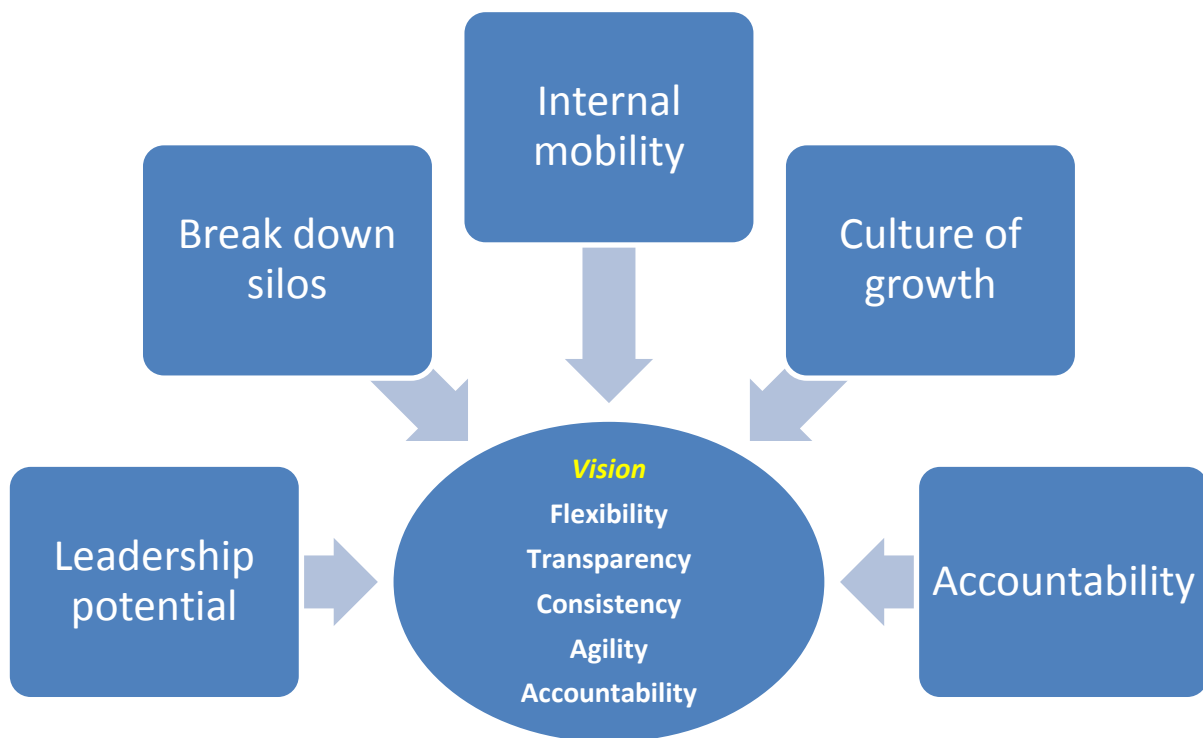 Internal
mobility
Break down
silos
Culture of
growth
Leadership
potential
Vision
Flexibility
Transparency
Consistency
Agility
Accountability
Accountability